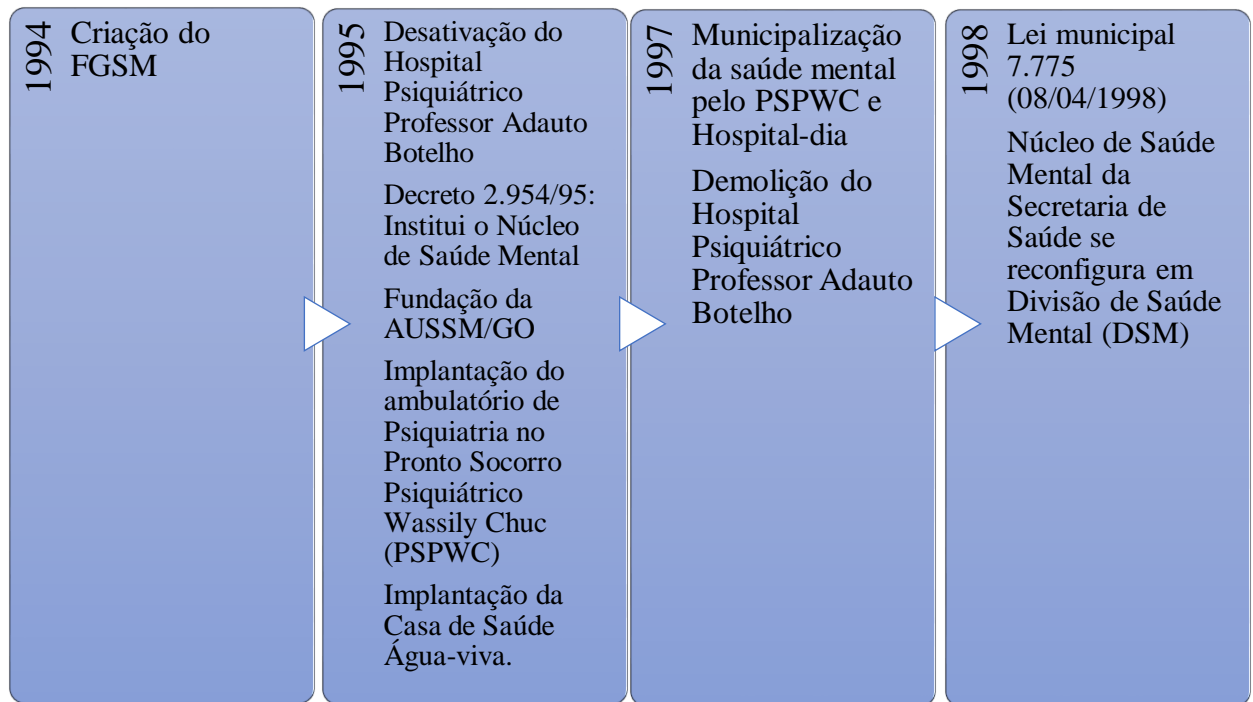 1994
Criação do
FGSM
1995
Desativação do
Hospital
Psiquiátrico
Professor Adauto
Botelho
Decreto 2.954/95:
Institui o Núcleo
de Saúde Mental
Fundação da
AUSSM/GO
Implantação do
ambulatório de
Psiquiatria no
Pronto Socorro
Psiquiátrico
Wassily Chuc
(PSPWC)
Implantação da
Casa de Saúde
Água-viva.
1997
Municipalização
da saúde mental
pelo PSPWC e
Hospital-dia
Demolição do
Hospital
Psiquiátrico
Professor Adauto
Botelho
1998
Lei municipal
7.775
(08/04/1998)
Núcleo de Saúde
Mental da
Secretaria de
Saúde se
reconfigura em
Divisão de Saúde
Mental (DSM)